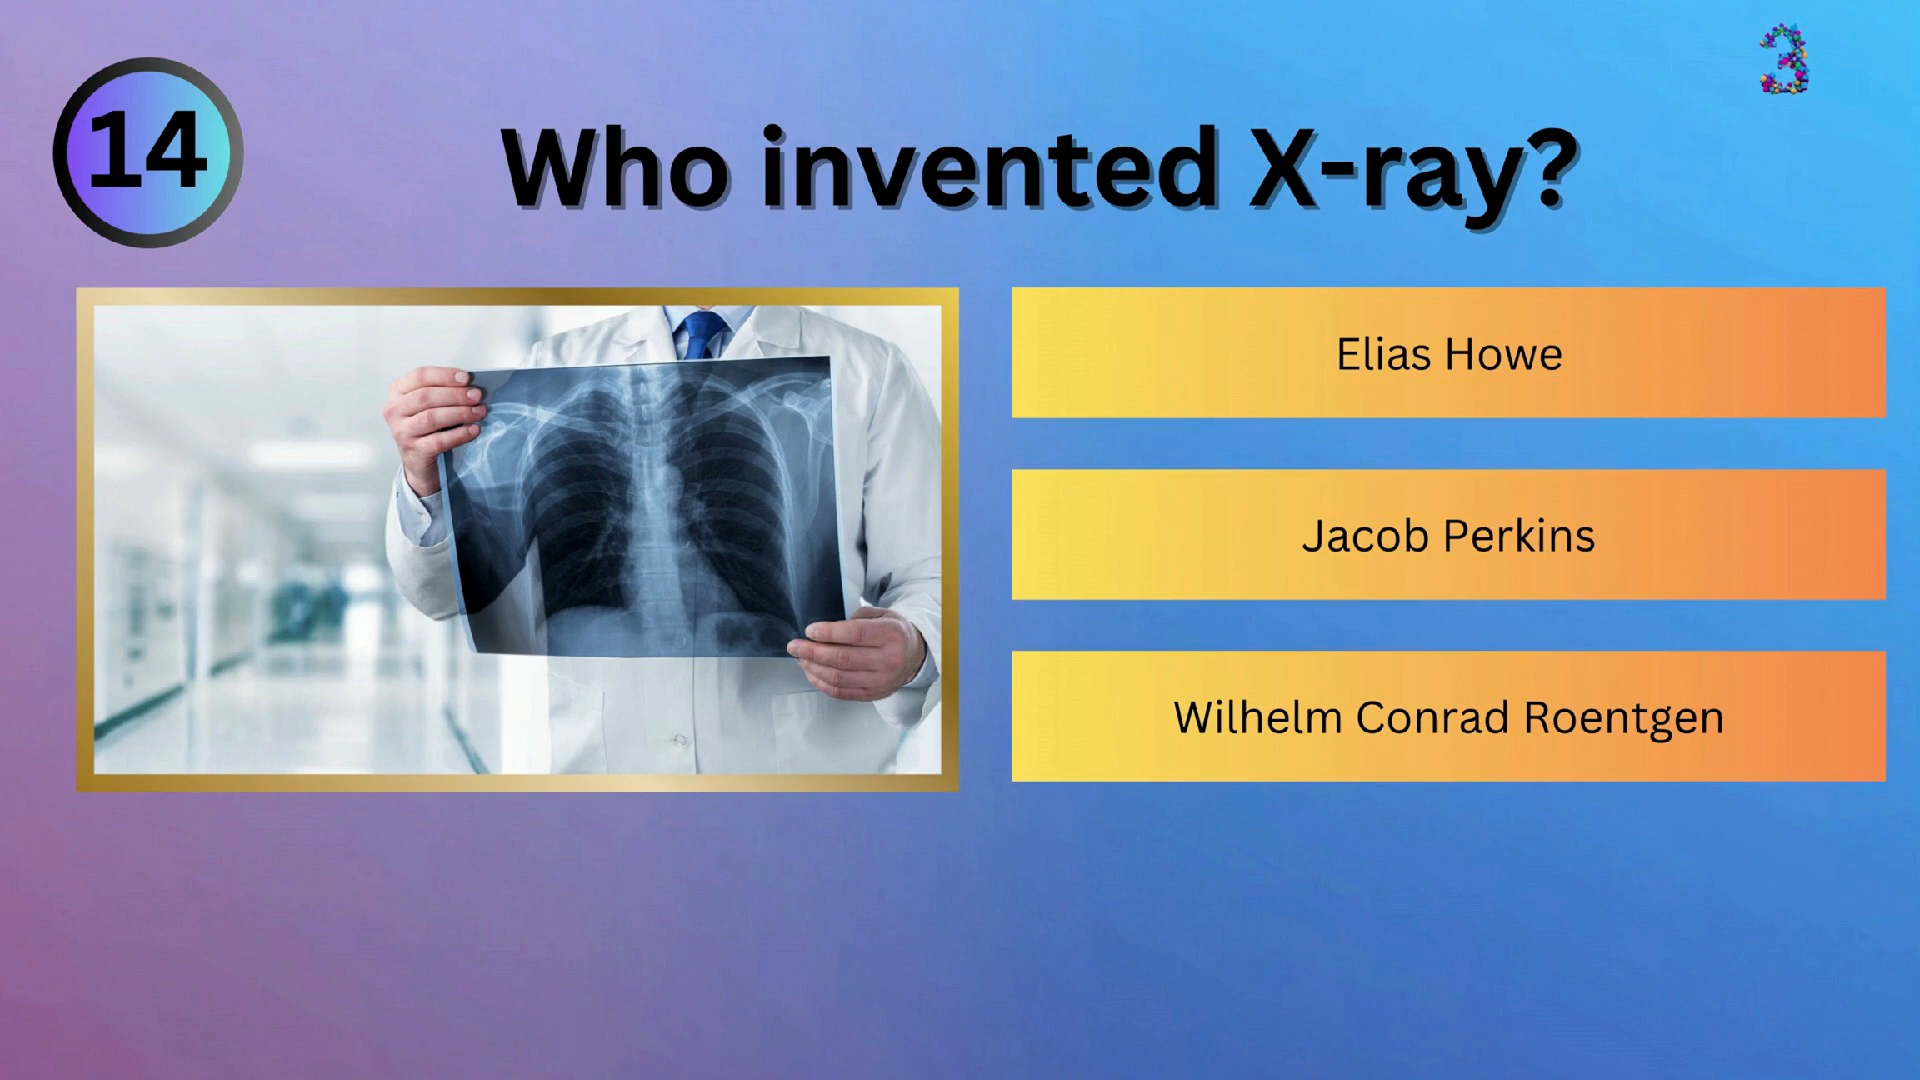 3
14
Who invented X-ray?
Elias Howe
Jacob Perkins
Wilhelm Conrad Roentgen